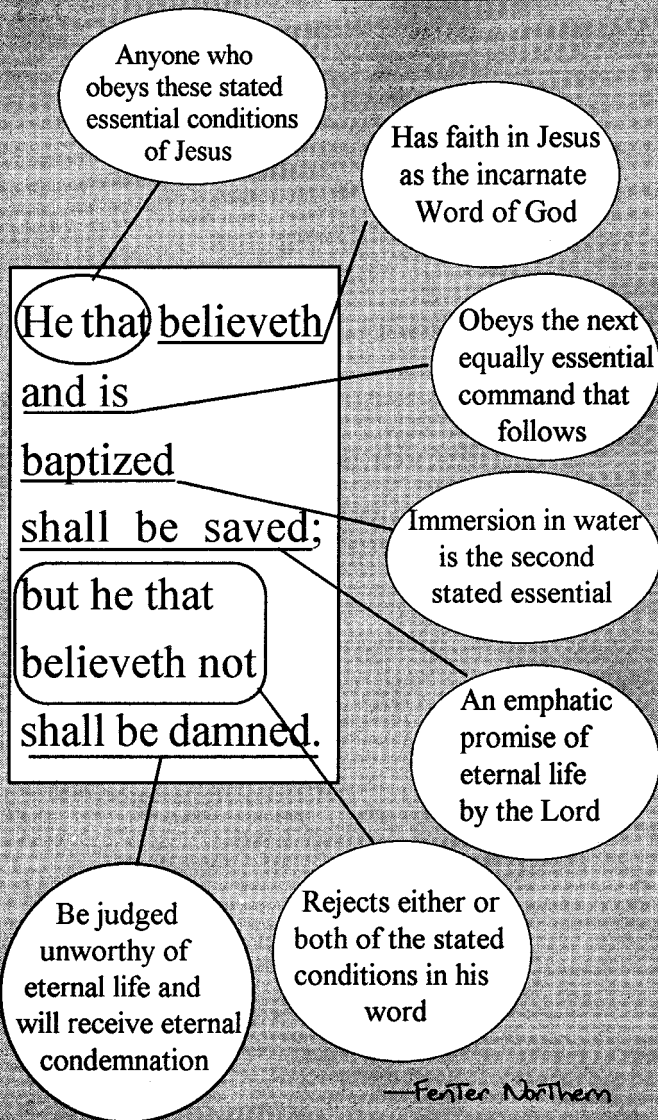 Anyone who
obeys these stated
essential conditions
of Jesus
Has faith in Jesus
as the incarnate
Word of God
He that believeth
and is
baptized
shall be saved;
but he that
believeth not
shall be damned.
Obeys the next
equally essential
command that
follows
Immersion in water
is the second
stated essential
An emphatic
promise of
eternal life
by the Lord
Rejects either or
both of the stated
conditions in his
word
Be judged
unworthy of
eternal life and
will receive eternal
condemnation
—Fenter Northern